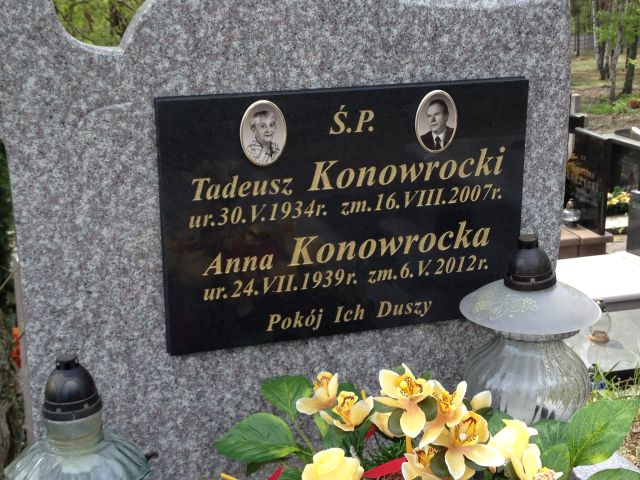 Ś.P.
Tadeusz Konowrocki
ur.30.V.1934r. zm.16.VIII.2007r.
Anna Konowrocka
ur.24.VII.1939r. zm.6.V.2012r.
Pokój Ich Duszy